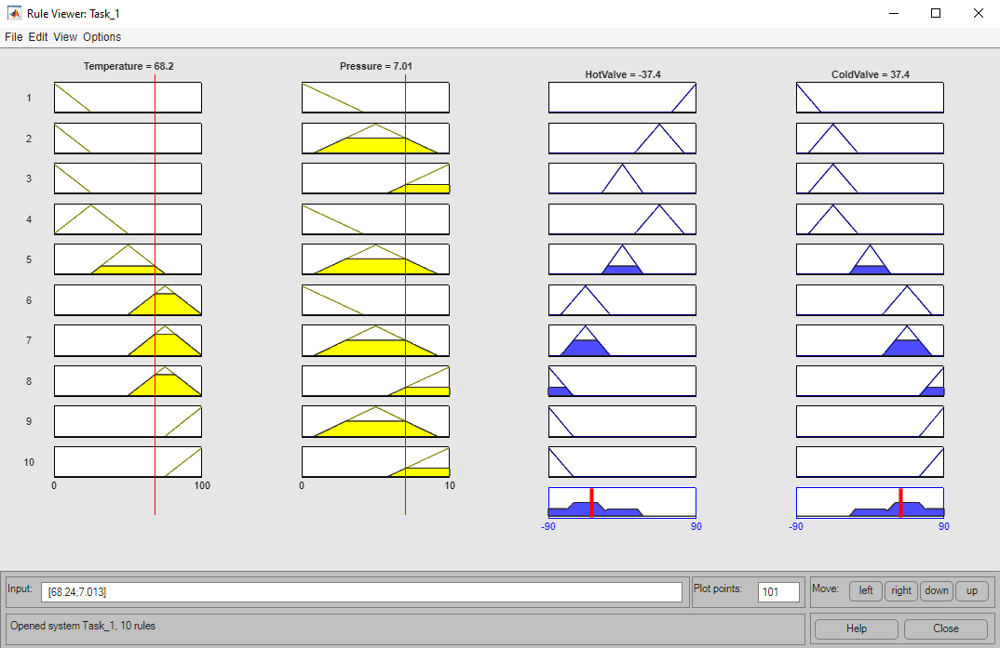 Rule Viewer: Task_1
File Edit View Options
Temperature = 68.2
Pressure = 7.01
HotValve = -37.4
ColdValve = 37.4
1
2
3
4
5
6
7
8
9
10
0 100
0 10
-90 90
-90 90
Input: [68.24;7.013]
Plot points: 101
Move: left right down up
Opened system Task_1, 10 rules
Help Close